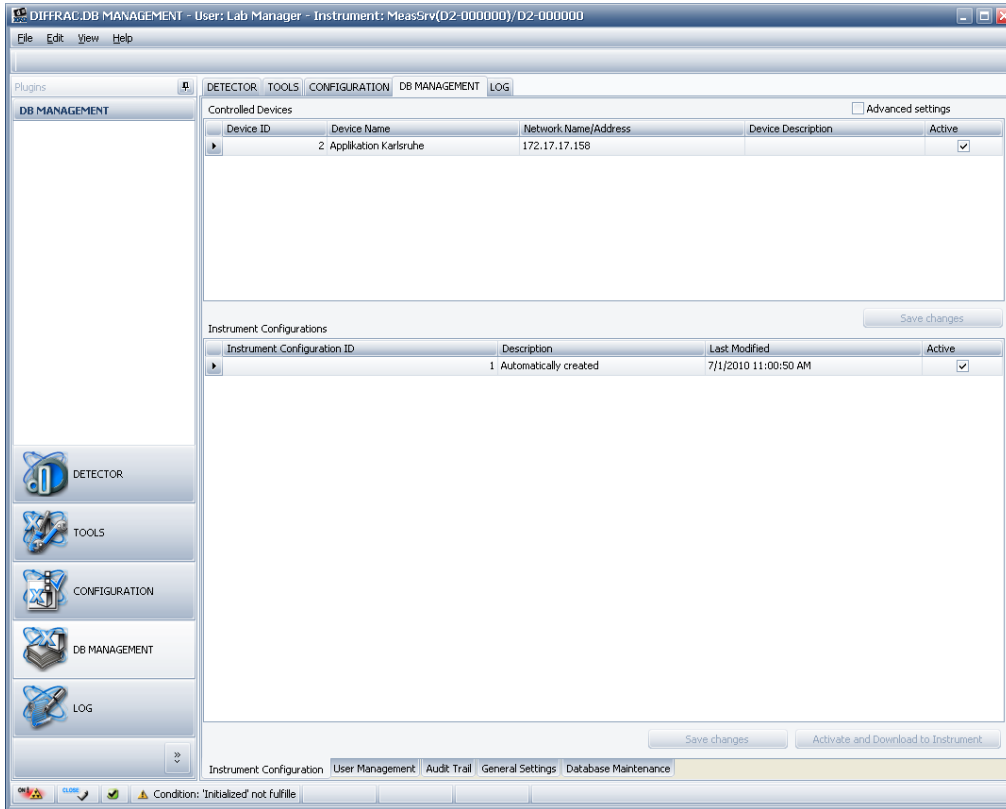 DIFFRAC.DB MANAGEMENT - User: Lab Manager - Instrument: MeasSrv(D2-000000)/D2-000000
File Edit View Help
Plugins
DETECTOR TOOLS CONFIGURATION DB MANAGEMENT LOG
DB MANAGEMENT
Controlled Devices
Advanced settings
Device ID Device Name Network Name/Address Device Description Active
2 Applikation Karlsruhe 172.17.17.158
Save changes
Instrument Configurations
Instrument Configuration ID Description Last Modified Active
1 Automatically created 7/1/2010 11:00:50 AM
DETECTOR
TOOLS
CONFIGURATION
DB MANAGEMENT
LOG
Save changes Activate and Download to Instrument
Instrument Configuration User Management Audit Trail General Settings Database Maintenance
ON CLOSE Condition: 'Initialized' not fulfille